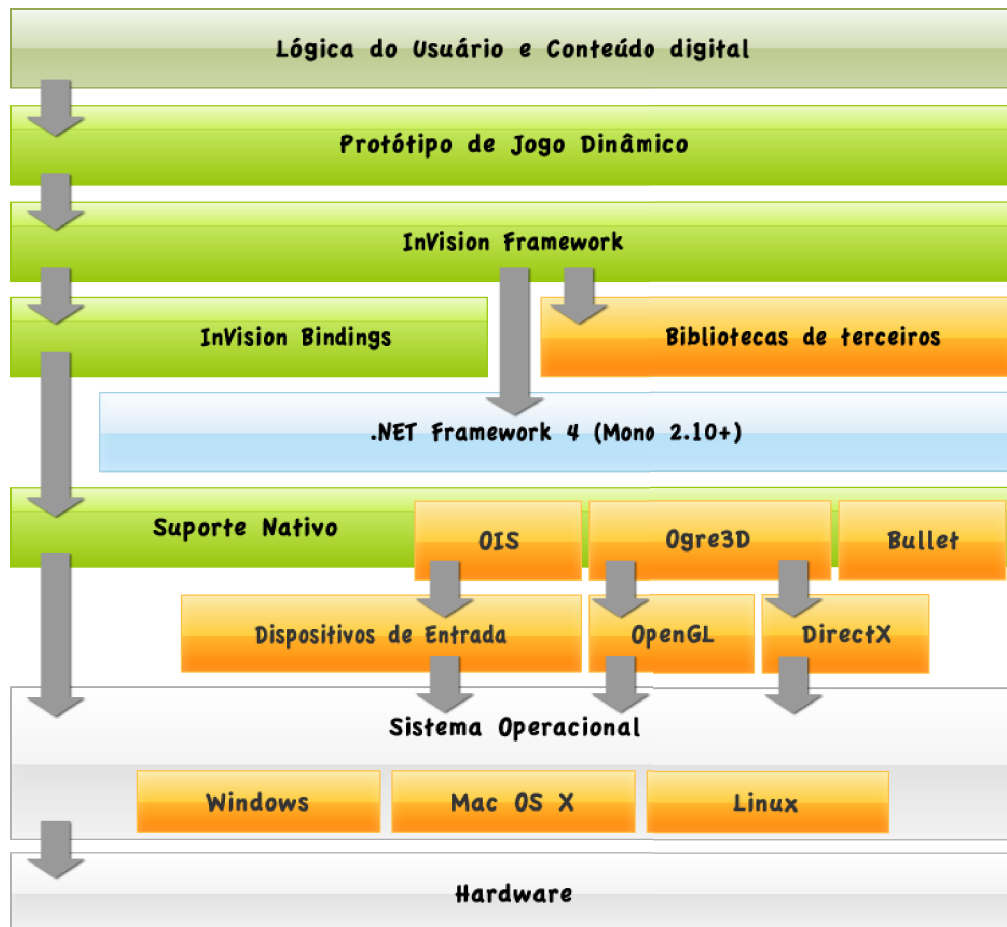 Lógica do Usuário e Conteúdo digital
Protótipo de Jogo Dinâmico
InVision Framework
InVision Bindings
Bibliotecas de terceiros
.NET Framework 4 (Mono 2.10+)
Suporte Nativo
OIS
Ogre3D
Bullet
Dispositivos de Entrada
OpenGL
DirectX
Sistema Operacional
Windows
Mac OS X
Linux
Hardware